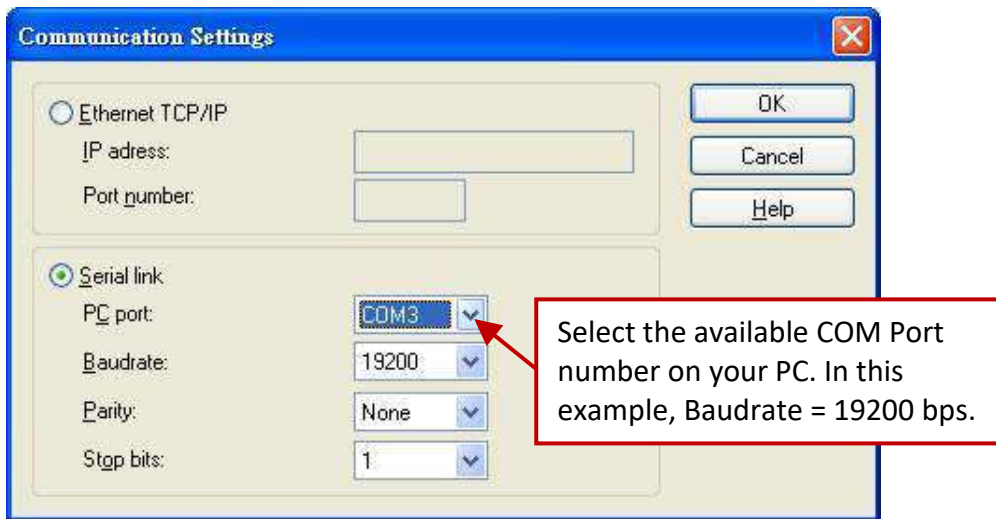 Communication Settings
Ethernet TCP/IP
IP adress:
Port number:
OK
Cancel
Help
Serial link
PC port:
COM3
Baudrate:
19200
Parity:
None
Stop bits:
1
Select the available COM Port
number on your PC. In this
example, Baudrate = 19200 bps.